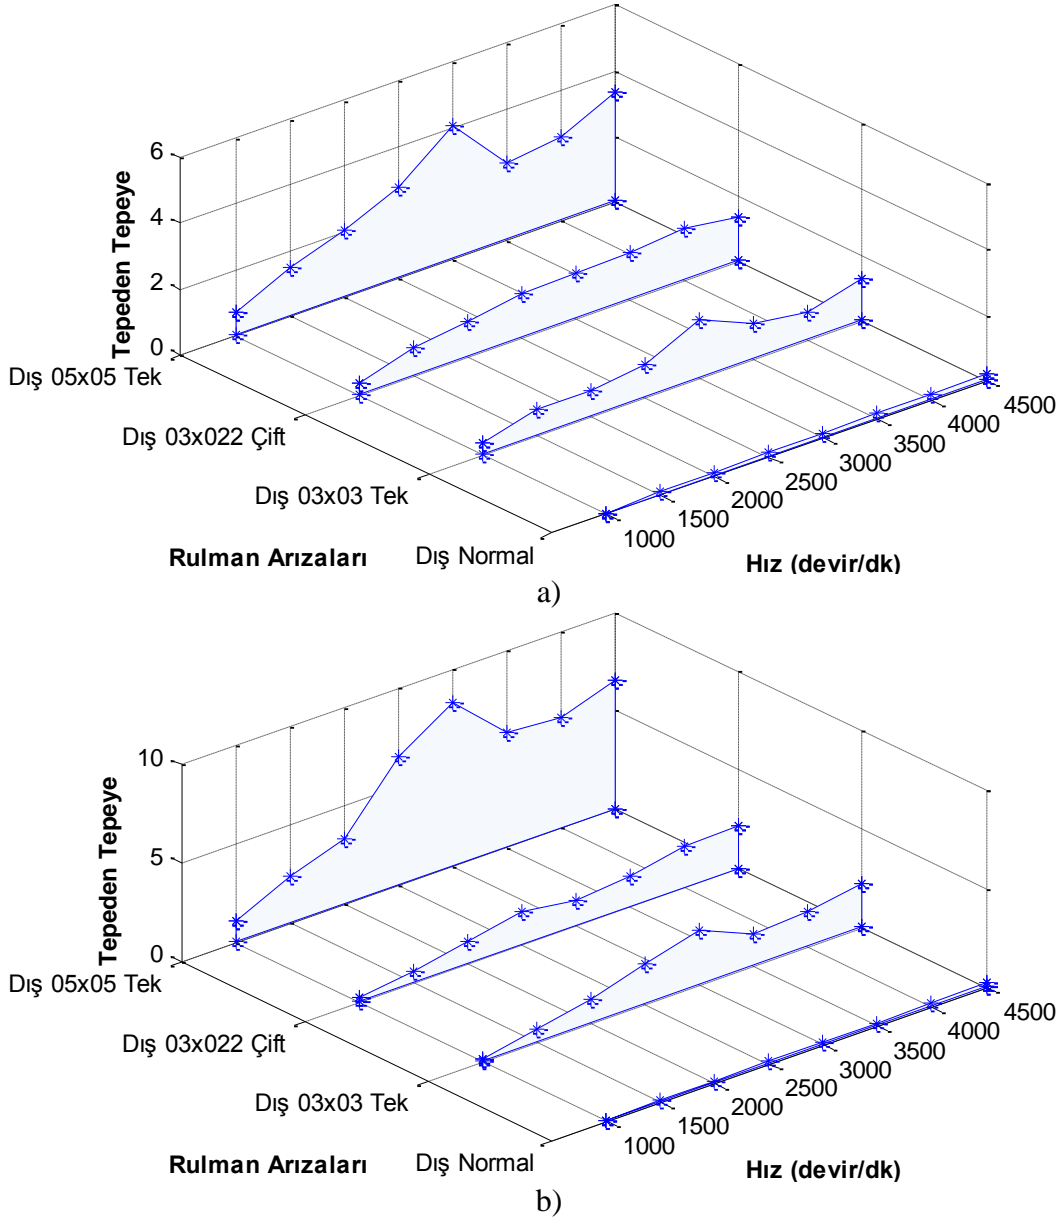 6
4
2
0
Tepeden Tepeye
Dış 05x05 Tek
Dış 03x022 Çift
Dış 03x03 Tek
Dış Normal
Rulman Arızaları
1000
1500
2000
2500
3000
3500
4000
4500
Hız (devir/dk)
a)
10
5
0
Tepeden Tepeye
Dış 05x05 Tek
Dış 03x022 Çift
Dış 03x03 Tek
Dış Normal
Rulman Arızaları
1000
1500
2000
2500
3000
3500
4000
4500
Hız (devir/dk)
b)